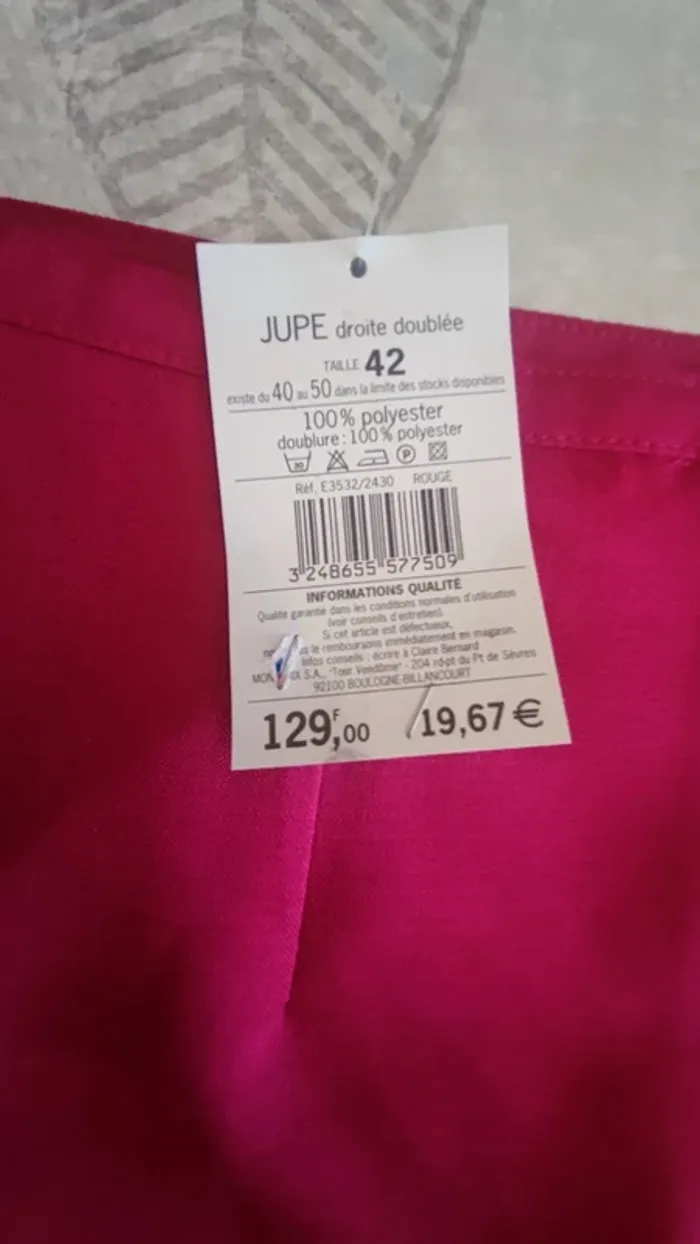 JUPE droite doublée
TAILLE 42
existe du 40 au 50 dans la limite des stocks disponibles
100% polyester
doublure : 100% polyester
30 P
Réf. E3532/2430 ROUGE
3 248655 577509
INFORMATIONS QUALITÉ
Qualité garantie dans les conditions normales d'utilisation
(voir conseils d'entretien).
Si cet article est défectueux,
le remboursons immédiatement en magasin.
Infos conseils : écrire à Claire Bernard
MON S.A., "Tour Vendôme" - 204 rd-pt du Pt de Sèvres
92100 BOULOGNE-BILLANCOURT
129,00 F /19,67 €